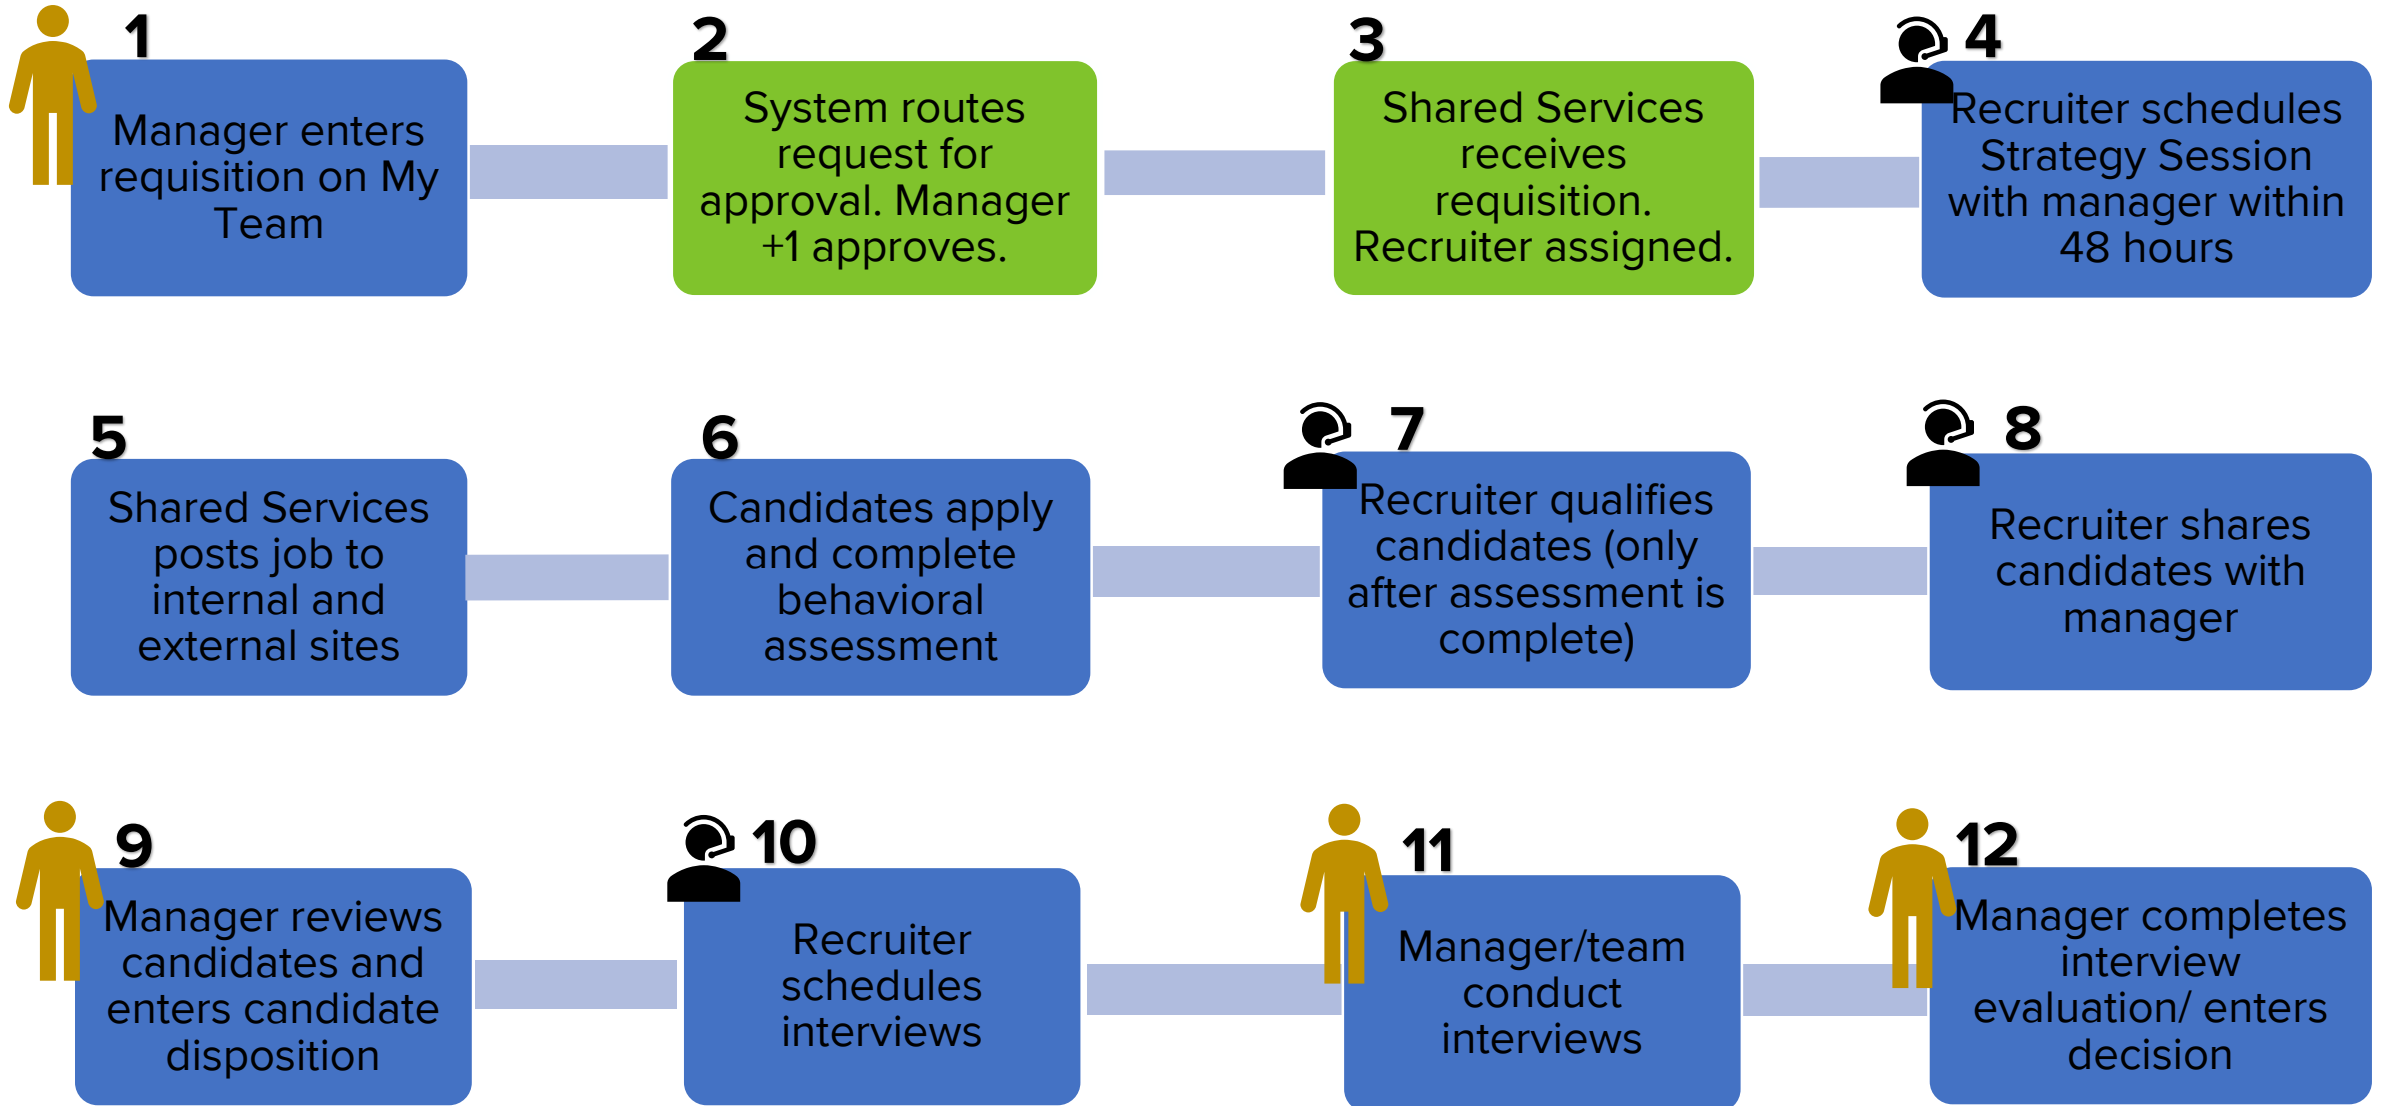 1
Manager enters
requisition on My
Team
2
System routes
request for
approval. Manager
+1 approves.
3
Shared Services
receives
requisition.
Recruiter assigned.
4
Recruiter schedules
Strategy Session
with manager within
48 hours
5
Shared Services
posts job to
internal and
external sites
6
Candidates apply
and complete
behavioral
assessment
7
Recruiter qualifies
candidates (only
after assessment is
complete)
8
Recruiter shares
candidates with
manager
9
Manager reviews
candidates and
enters candidate
disposition
10
Recruiter
schedules
interviews
11
Manager/team
conduct
interviews
12
Manager completes
interview
evaluation/ enters
decision